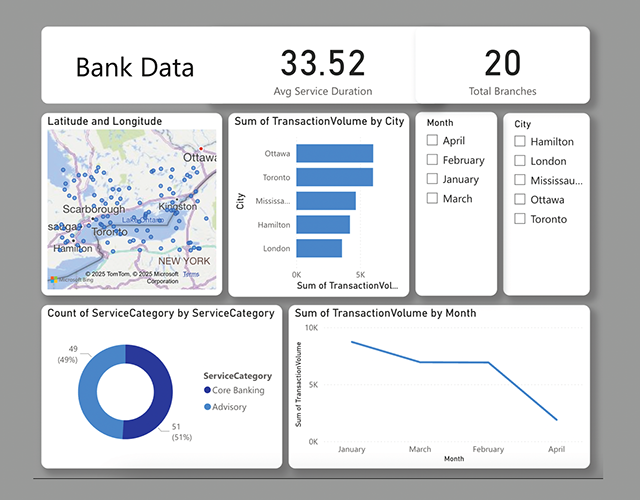 Bank Data
33.52
Avg Service Duration
20
Total Branches
Latitude and Longitude
Ottawa
Scarborough
Kingston
Lake Ontario
Toronto
Hamilton
NEW YORK
© 2025 TomTom, © 2025 Microsoft Terms
Corporation
Microsoft Bing
Sum of TransactionVolume by City
City
Ottawa
Toronto
Mississa...
Hamilton
London
0K
5K
Sum of TransactionVol...
Month
April
February
January
March
City
Hamilton
London
Mississau...
Ottawa
Toronto
Count of ServiceCategory by ServiceCategory
49
(49%)
51
(51%)
ServiceCategory
Core Banking
Advisory
Sum of TransactionVolume by Month
Sum of TransactionVolume
10K
5K
0K
January
March
February
April
Month